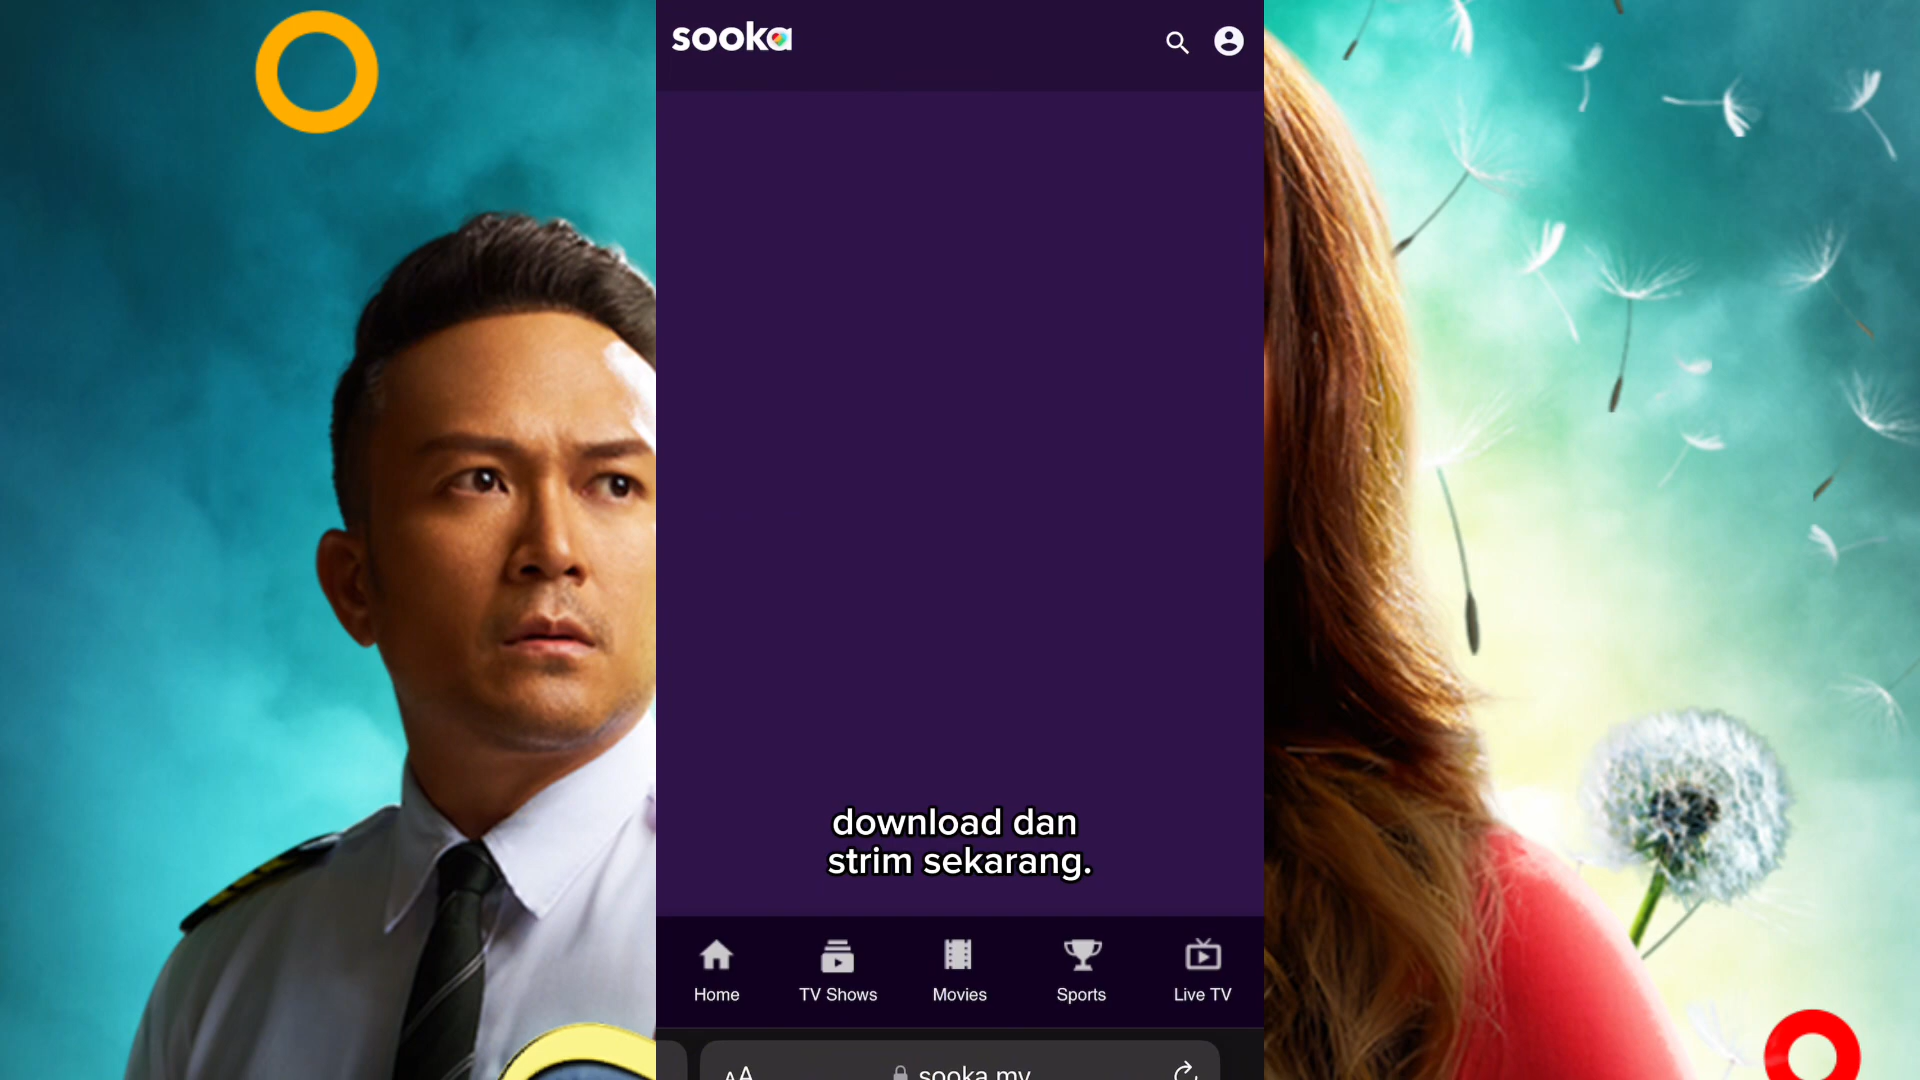 sooka
download dan
strim sekarang.
Home
TV Shows
Movies
Sports
Live TV
AA
sooka.my